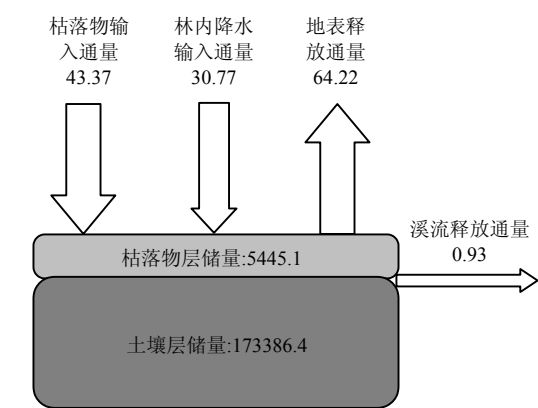 枯落物输
入通量
43.37
林内降水
输入通量
30.77
地表释
放通量
64.22
溪流释放通量
0.93
枯落物层储量:5445.1
土壤层储量:173386.4